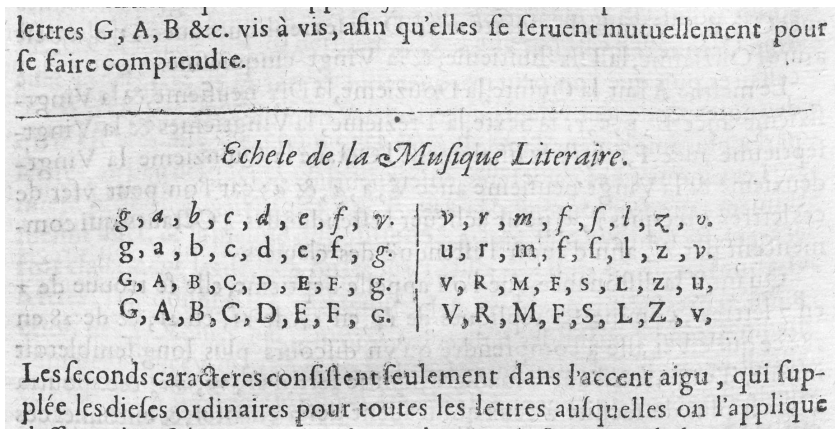 lettres G, A, B &c. vis à vis, afin qu'elles se ſeruent mutuellement pour
ſe faire comprendre.
Echele de la Muſique Literaire.
g a, b, c, d, e, f, v. v, r, m, f, ſ, l, z, v.
g, a, b, c, d, e, f, g. u, r, m, f, ſ, l, z, v.
G, A, B, C, D, E, F, g. V, R, M, F, S, L, Z, u,
G, A, B, C, D, E, F, G. V, R, M, F, S, L, Z, v,
Les ſeconds caracteres conſiſtent ſeulement dans l'accent aigu, qui ſup-
plée les dieſes ordinaires pour toutes les lettres auſquelles on l'applique